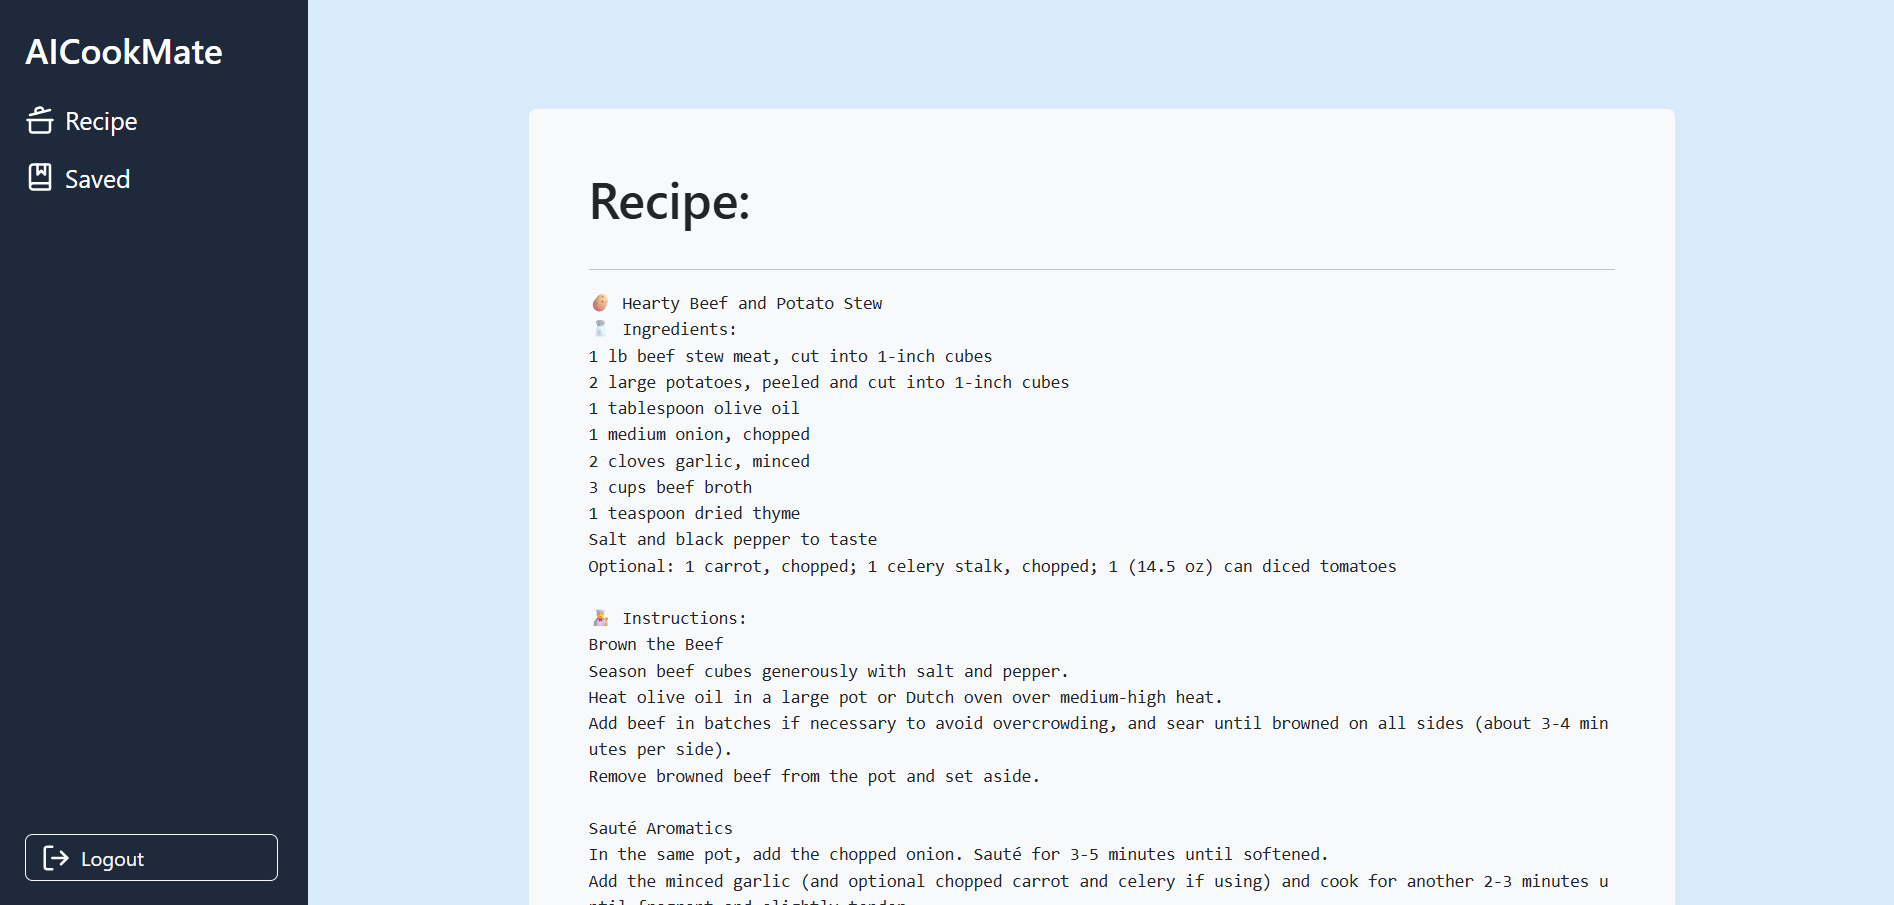 AICookMate
Recipe
Saved
Logout
Recipe:
🥔 Hearty Beef and Potato Stew
🧂 Ingredients:
1 lb beef stew meat, cut into 1-inch cubes
2 large potatoes, peeled and cut into 1-inch cubes
1 tablespoon olive oil
1 medium onion, chopped
2 cloves garlic, minced
3 cups beef broth
1 teaspoon dried thyme
Salt and black pepper to taste
Optional: 1 carrot, chopped; 1 celery stalk, chopped; 1 (14.5 oz) can diced tomatoes
🧑‍🍳 Instructions:
Brown the Beef
Season beef cubes generously with salt and pepper.
Heat olive oil in a large pot or Dutch oven over medium-high heat.
Add beef in batches if necessary to avoid overcrowding, and sear until browned on all sides (about 3-4 min
utes per side).
Remove browned beef from the pot and set aside.
Sauté Aromatics
In the same pot, add the chopped onion. Sauté for 3-5 minutes until softened.
Add the minced garlic (and optional chopped carrot and celery if using) and cook for another 2-3 minutes u
ntil fragrant and slightly tender.